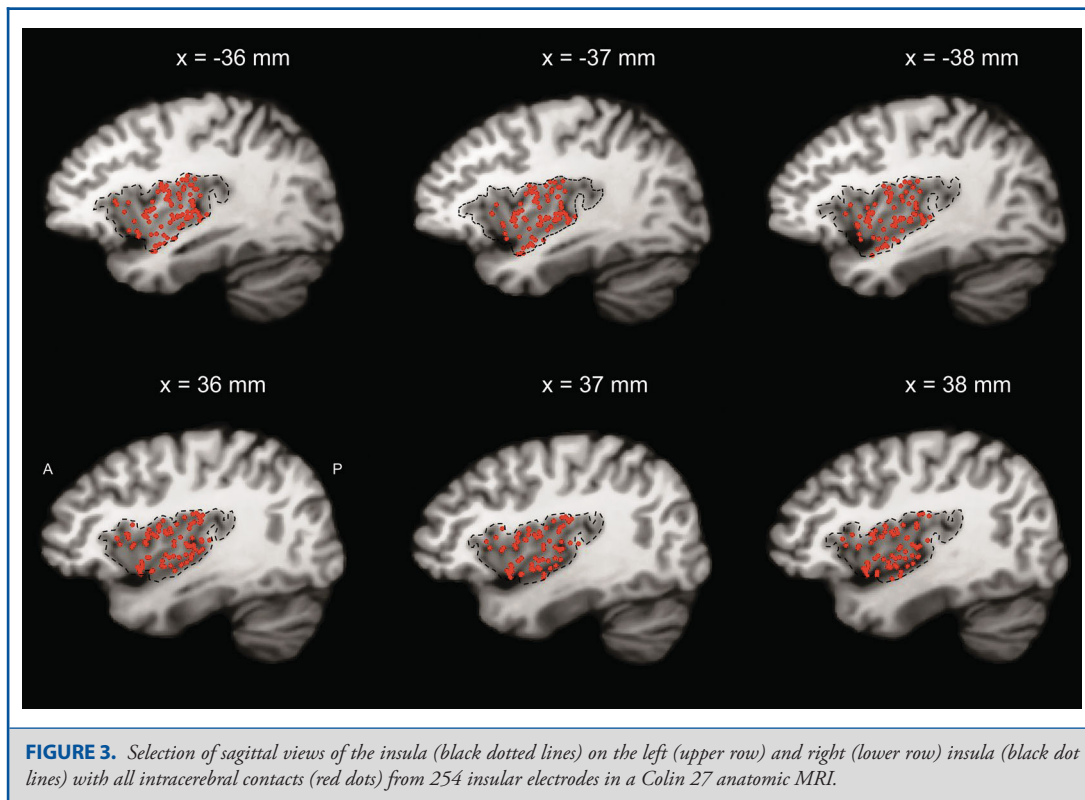 x = -36 mm
x = -37 mm
x = -38 mm
x = 36 mm
x = 37 mm
x = 38 mm
A
P
FIGURE 3. Selection of sagittal views of the insula (black dotted lines) on the left (upper row) and right (lower row) insula (black dot
lines) with all intracerebral contacts (red dots) from 254 insular electrodes in a Colin 27 anatomic MRI.